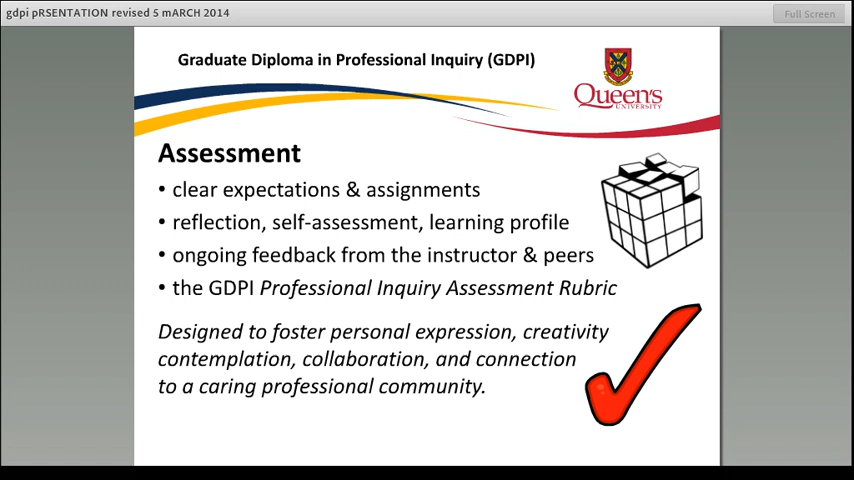 gdpi pRSENTATION revised 5 mARCH 2014
Full Screen
Graduate Diploma in Professional Inquiry (GDPI)
Queen's
UNIVERSITY
Assessment
• clear expectations & assignments
• reflection, self-assessment, learning profile
• ongoing feedback from the instructor & peers
• the GDPI Professional Inquiry Assessment Rubric
Designed to foster personal expression, creativity
contemplation, collaboration, and connection
to a caring professional community.